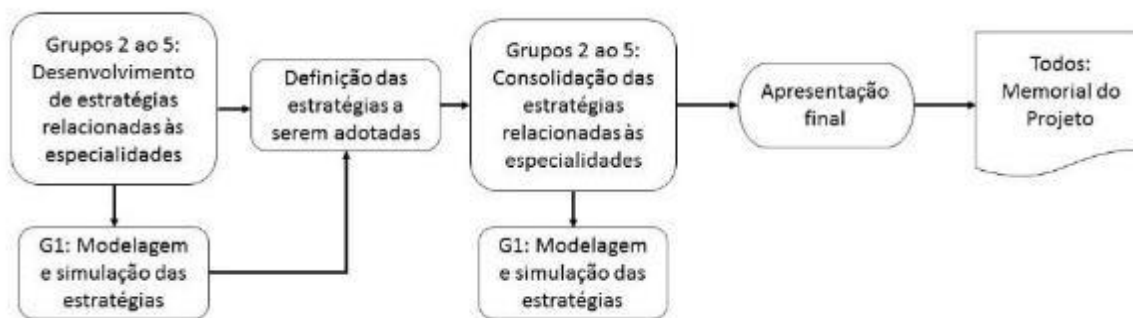 Grupos 2 ao 5:
Desenvolvimento
de estratégias
relacionadas às
especialidades
G1: Modelagem
e simulação das
estratégias
Definição das
estratégias a
serem adotadas
Grupos 2 ao 5:
Consolidação das
estratégias
relacionadas às
especialidades
G1: Modelagem
e simulação das
estratégias
Apresentação
final
Todos:
Memorial do
Projeto